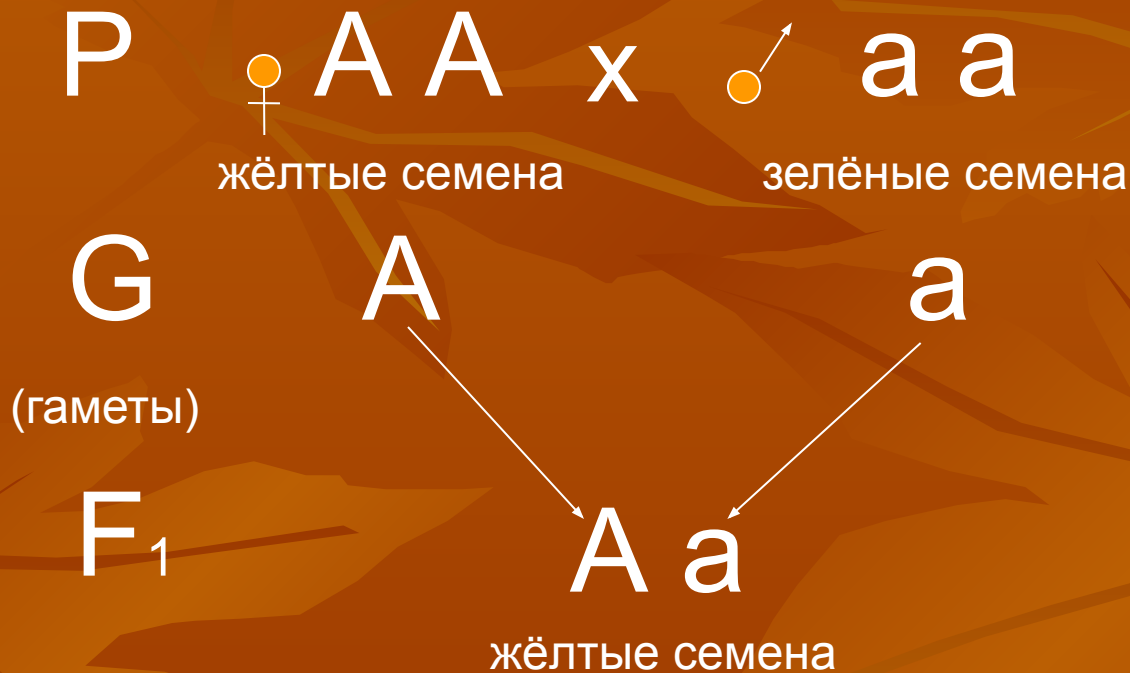 P ♀ A A x ♂ a a
жёлтые семена зелёные семена
G A a
(гаметы)
F₁ A a
жёлтые семена